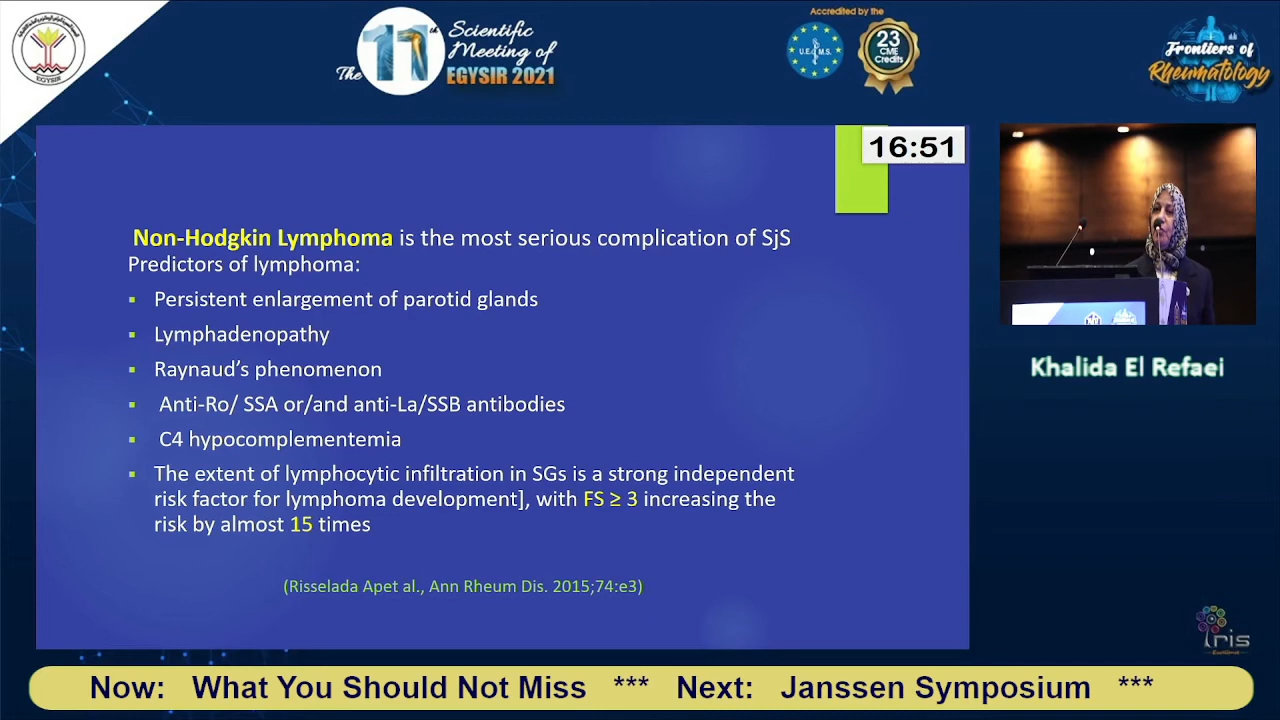 EGYSIR
The 11th
Scientific
Meeting of
EGYSIR 2021
Accredited by the
U.E.M.S.
23
CME
Credits
Frontiers of
Rheumatology
16:51
Non-Hodgkin Lymphoma is the most serious complication of SjS
Predictors of lymphoma:
▪ Persistent enlargement of parotid glands
▪ Lymphadenopathy
▪ Raynaud’s phenomenon
▪ Anti-Ro/ SSA or/and anti-La/SSB antibodies
▪ C4 hypocomplementemia
▪ The extent of lymphocytic infiltration in SGs is a strong independent
risk factor for lymphoma development], with FS ≥ 3 increasing the
risk by almost 15 times
(Risselada Apet al., Ann Rheum Dis. 2015;74:e3)
Khalida El Refaei
Iris
Now: What You Should Not Miss *** Next: Janssen Symposium ***